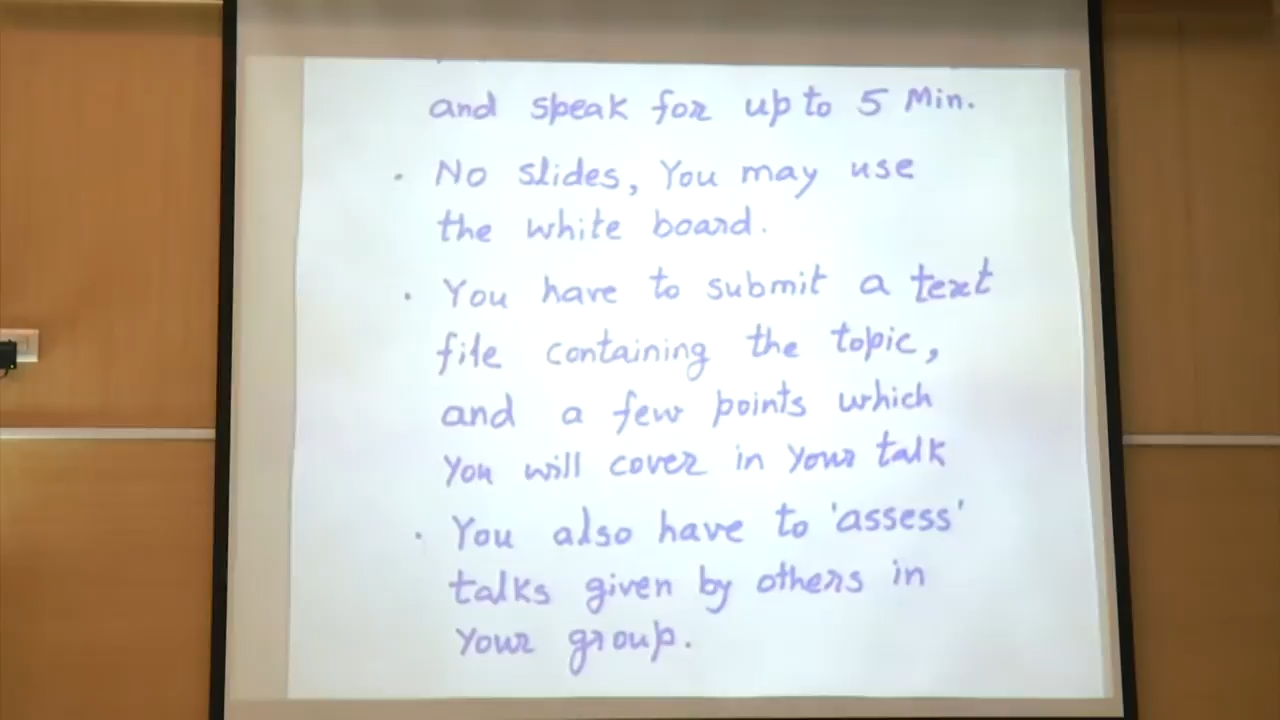 and speak for up to 5 Min.
. No slides, You may use
the white board.
. You have to submit a text
file containing the topic,
and a few points which
you will cover in your talk
. You also have to 'assess'
talks given by others in
your group.